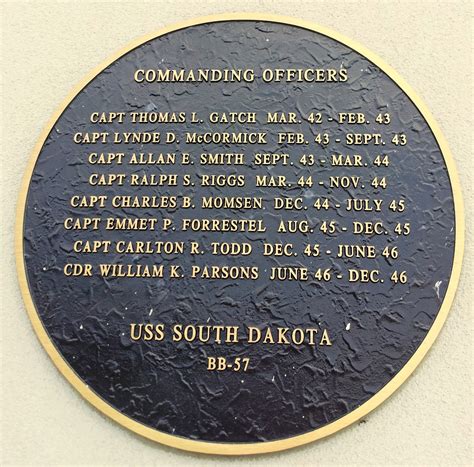 COMMANDING OFFICERS
CAPT THOMAS L. GATCH MAR. 42 - FEB. 43
CAPT LYNDE D. McCORMICK FEB. 43 - SEPT. 43
CAPT ALLAN E. SMITH SEPT. 43 - MAR. 44
CAPT RALPH S. RIGGS MAR. 44 - NOV. 44
CAPT CHARLES B. MOMSEN DEC. 44 - JULY 45
CAPT EMMET P. FORRESTEL AUG. 45 - DEC. 45
CAPT CARLTON R. TODD DEC. 45 - JUNE 46
CDR WILLIAM K. PARSONS JUNE 46 - DEC. 46
USS SOUTH DAKOTA
BB-57